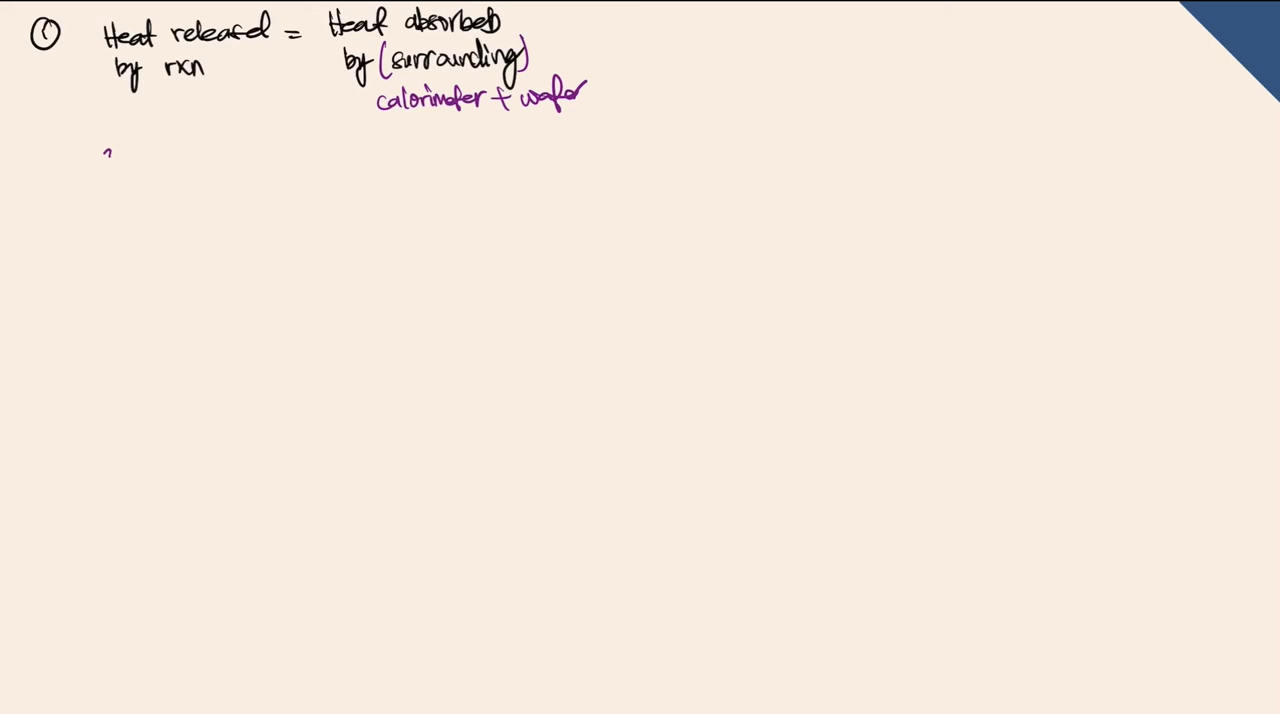 ① Heat released = Heat absorbed
by rxn by (surrounding)
calorimeter + water